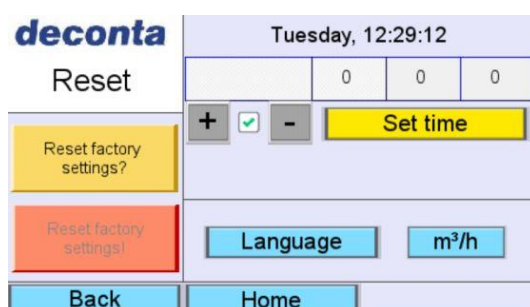 deconta
Tuesday, 12:29:12
Reset
0 0 0
+ -
Set time
Reset factory
settings?
Reset factory
settings!
Language
m³/h
Back
Home